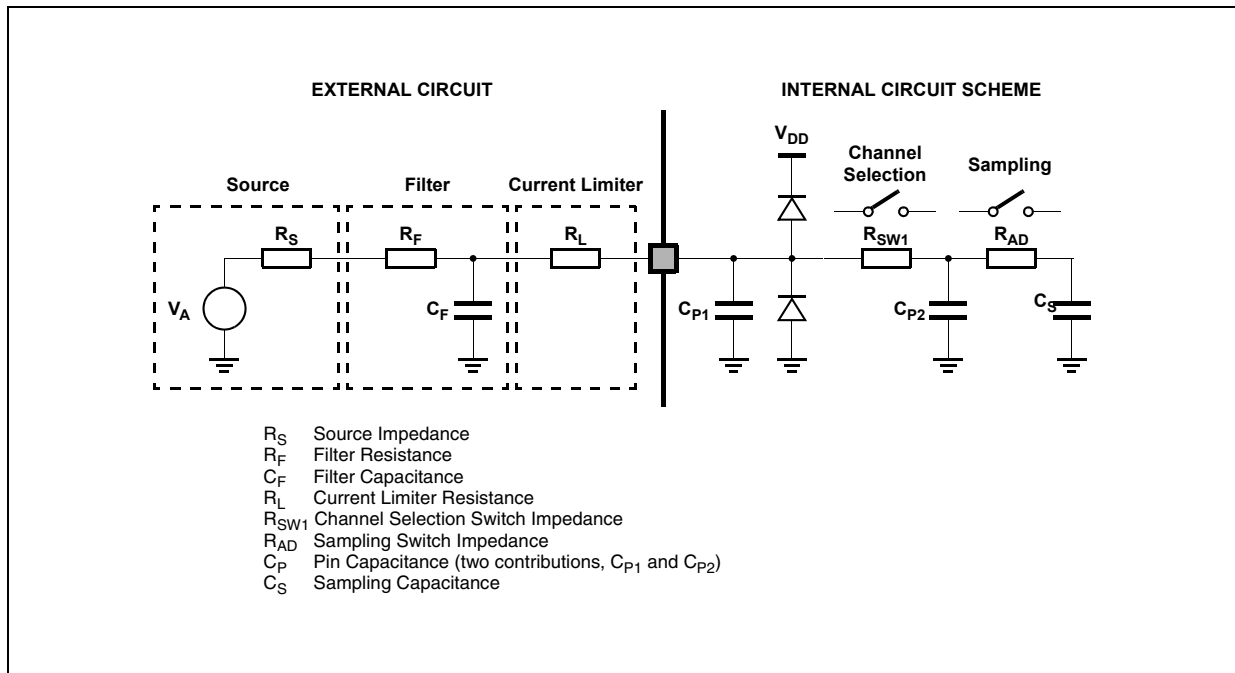 EXTERNAL CIRCUIT
INTERNAL CIRCUIT SCHEME
VDD
Channel
Selection
Sampling
Source
Filter
Current Limiter
RS
RF
RL
RSW1
RAD
VA
CF
CP1
CP2
CS
RS Source Impedance
RF Filter Resistance
CF Filter Capacitance
RL Current Limiter Resistance
RSW1 Channel Selection Switch Impedance
RAD Sampling Switch Impedance
CP Pin Capacitance (two contributions, CP1 and CP2)
CS Sampling Capacitance